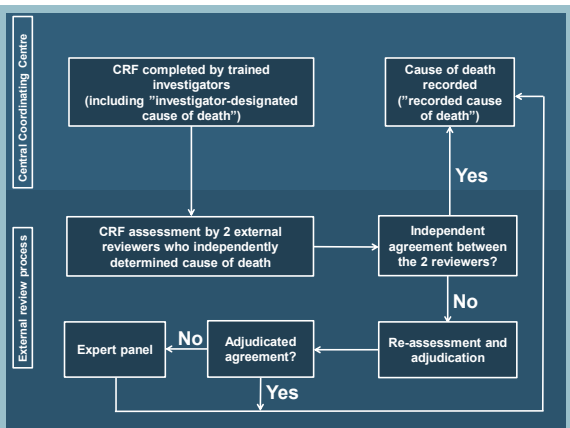 Central Coordinating Centre
CRF completed by trained
investigators
(including ”investigator-designated
cause of death”)
Cause of death
recorded
(”recorded cause
of death”)
Yes
External review process
CRF assessment by 2 external
reviewers who independently
determined cause of death
Independent
agreement between
the 2 reviewers?
No
Re-assessment and
adjudication
Adjudicated
agreement?
No
Expert panel
Yes